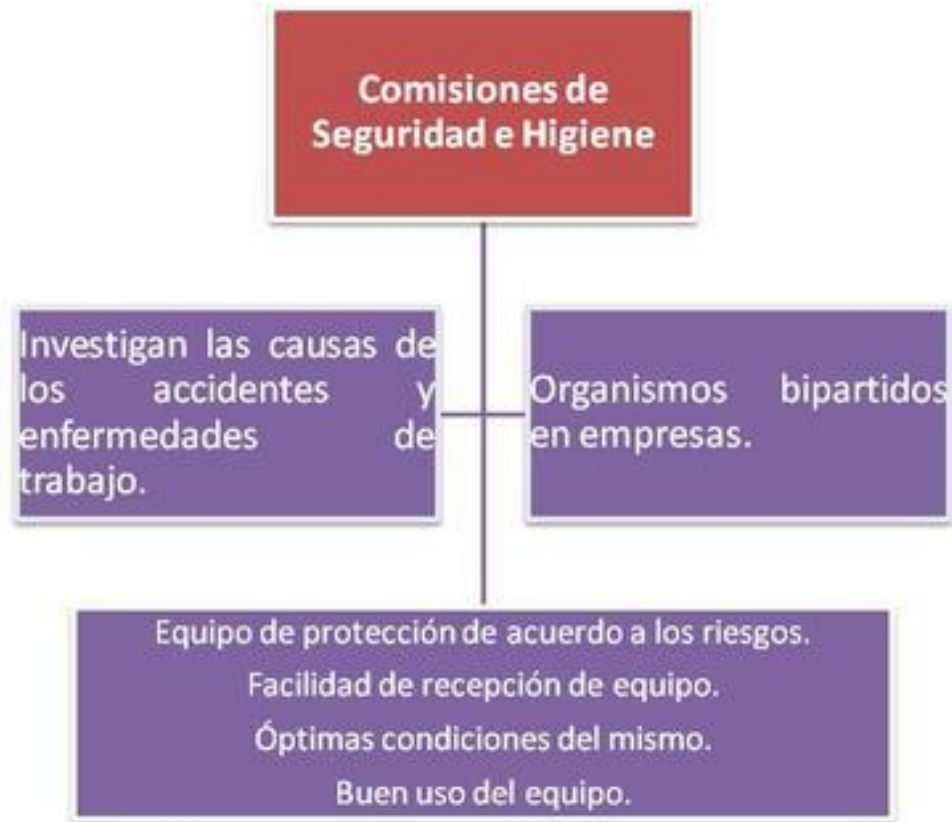 Comisiones de
Seguridad e Higiene
Investigan las causas de
los accidentes y
enfermedades de
trabajo.
Organismos bipartidos
en empresas.
Equipo de protección de acuerdo a los riesgos.
Facilidad de recepción de equipo.
Óptimas condiciones del mismo.
Buen uso del equipo.